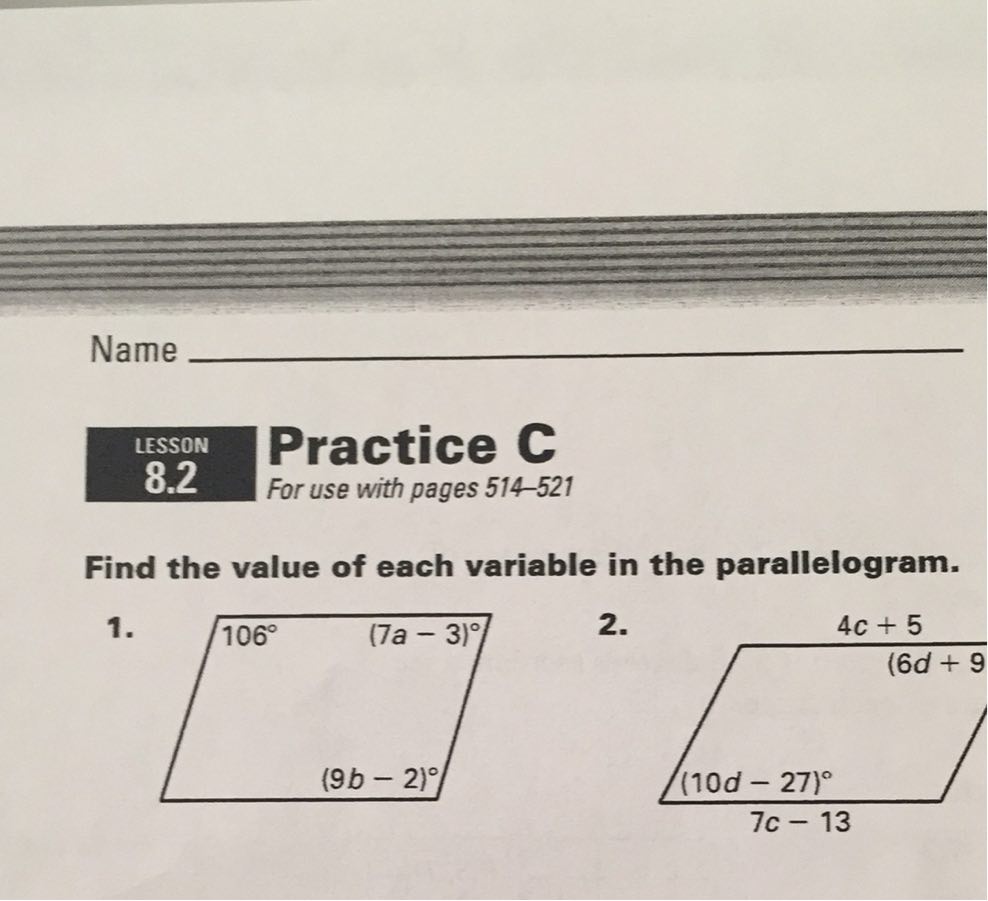 Name
LESSON
8.2
Practice C
For use with pages 514–521
Find the value of each variable in the parallelogram.
1.
106°
(7a − 3)°
(9b − 2)°
2.
4c + 5
(6d + 9
(10d − 27)°
7c − 13